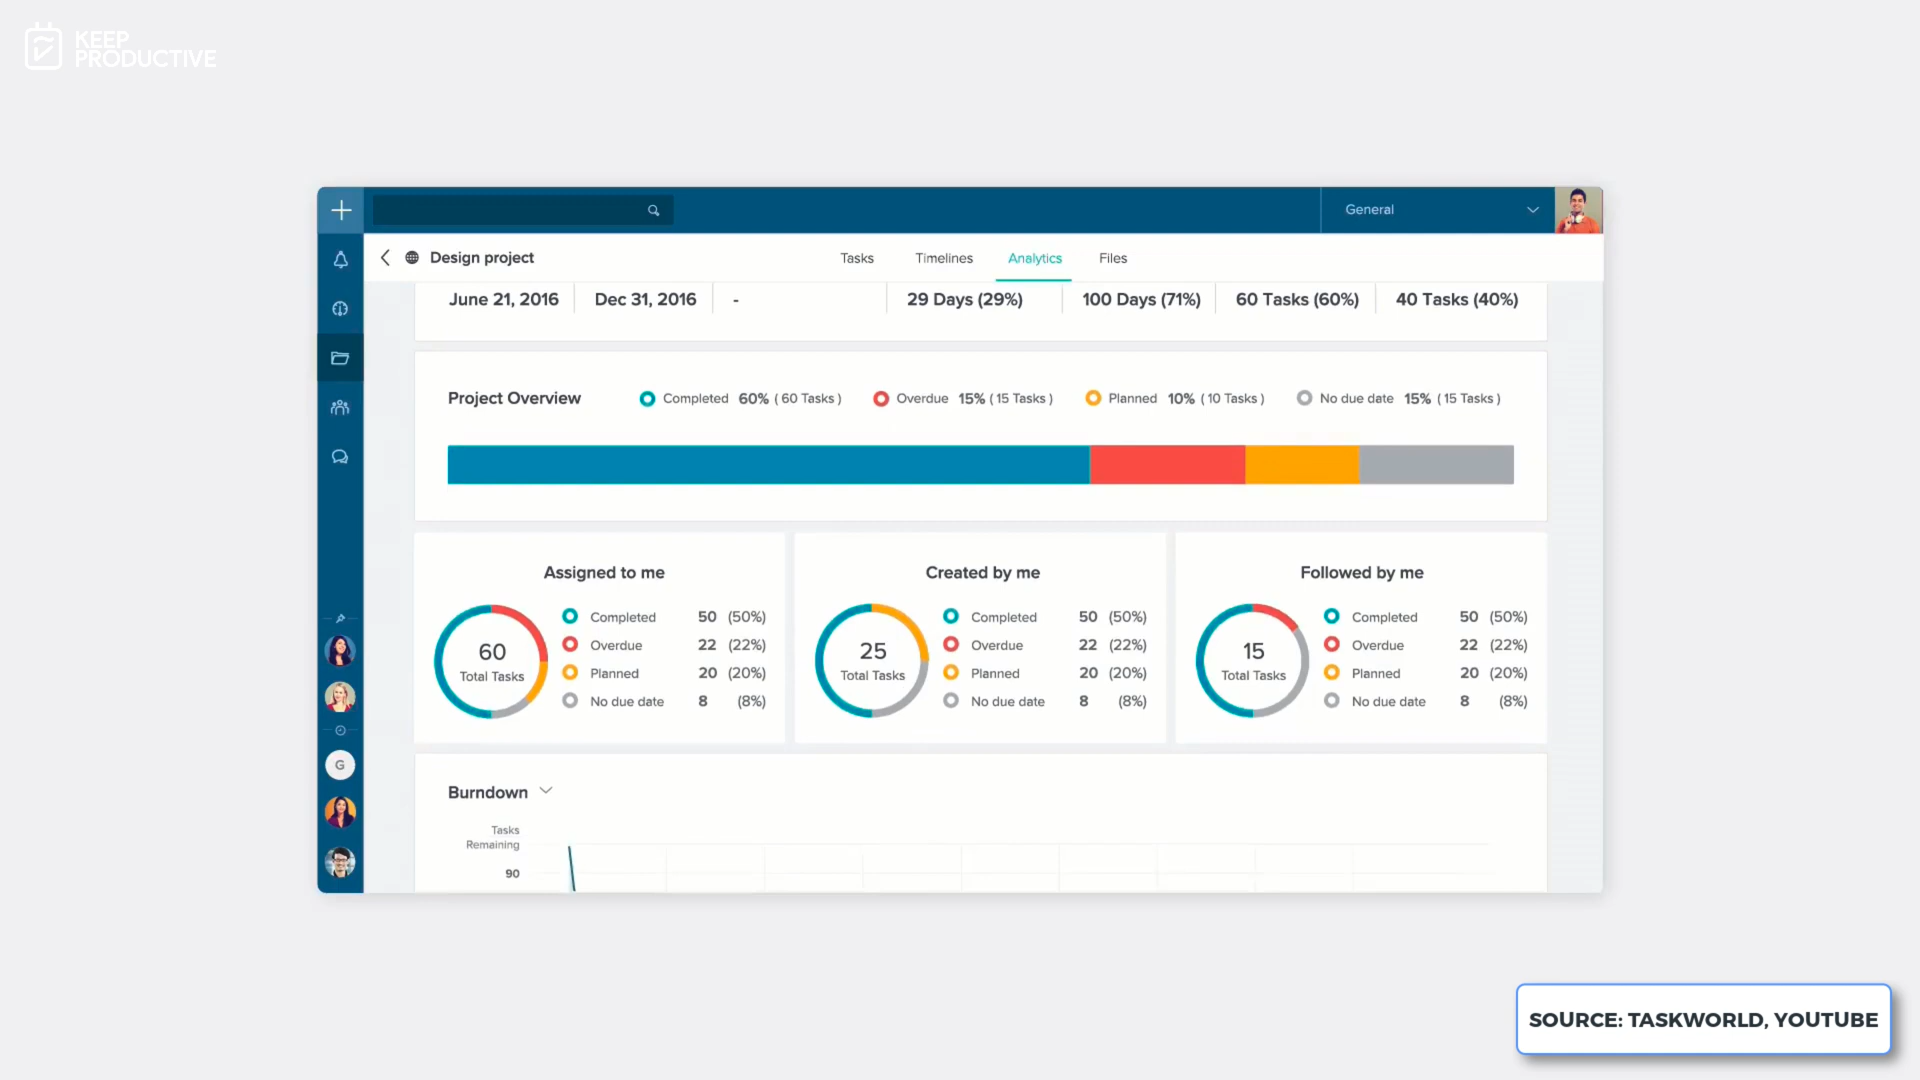 KEEP
PRODUCTIVE
General
Design project
Tasks
Timelines
Analytics
Files
June 21, 2016
Dec 31, 2016
-
29 Days (29%)
100 Days (71%)
60 Tasks (60%)
40 Tasks (40%)
Project Overview
Completed 60% ( 60 Tasks )
Overdue 15% ( 15 Tasks )
Planned 10% ( 10 Tasks )
No due date 15% ( 15 Tasks )
Assigned to me
60
Total Tasks
Completed 50 (50%)
Overdue 22 (22%)
Planned 20 (20%)
No due date 8 (8%)
Created by me
25
Total Tasks
Completed 50 (50%)
Overdue 22 (22%)
Planned 20 (20%)
No due date 8 (8%)
Followed by me
15
Total Tasks
Completed 50 (50%)
Overdue 22 (22%)
Planned 20 (20%)
No due date 8 (8%)
G
Burndown
Tasks
Remaining
90
SOURCE: TASKWORLD, YOUTUBE